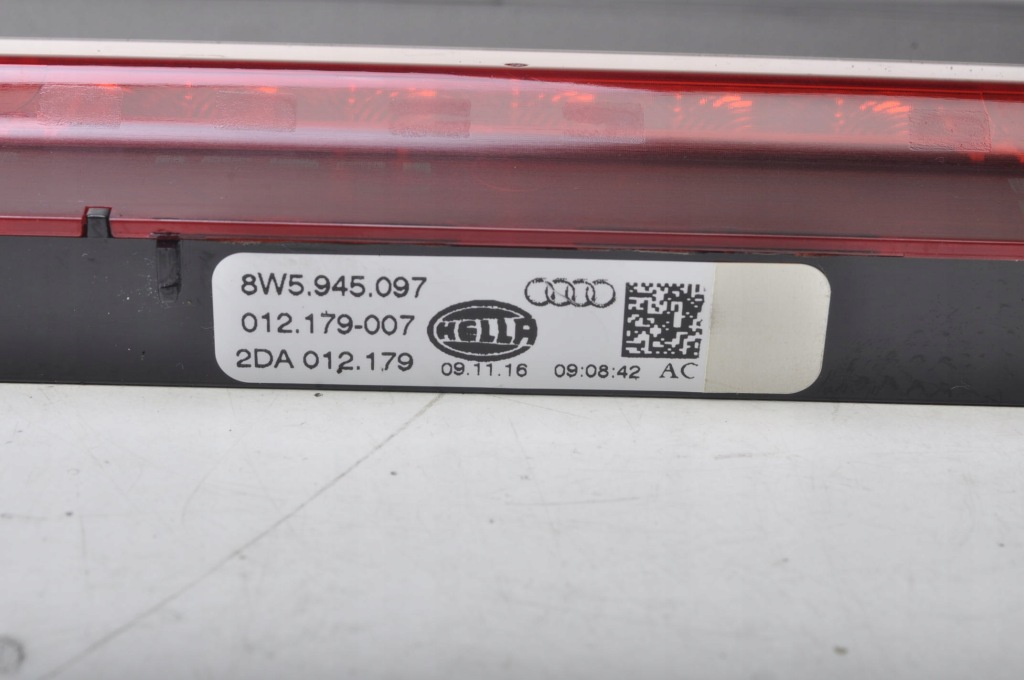 8W5.945.097
012.179-007
HELLA
2DA 012.179
09.11.16 09:08:42 AC